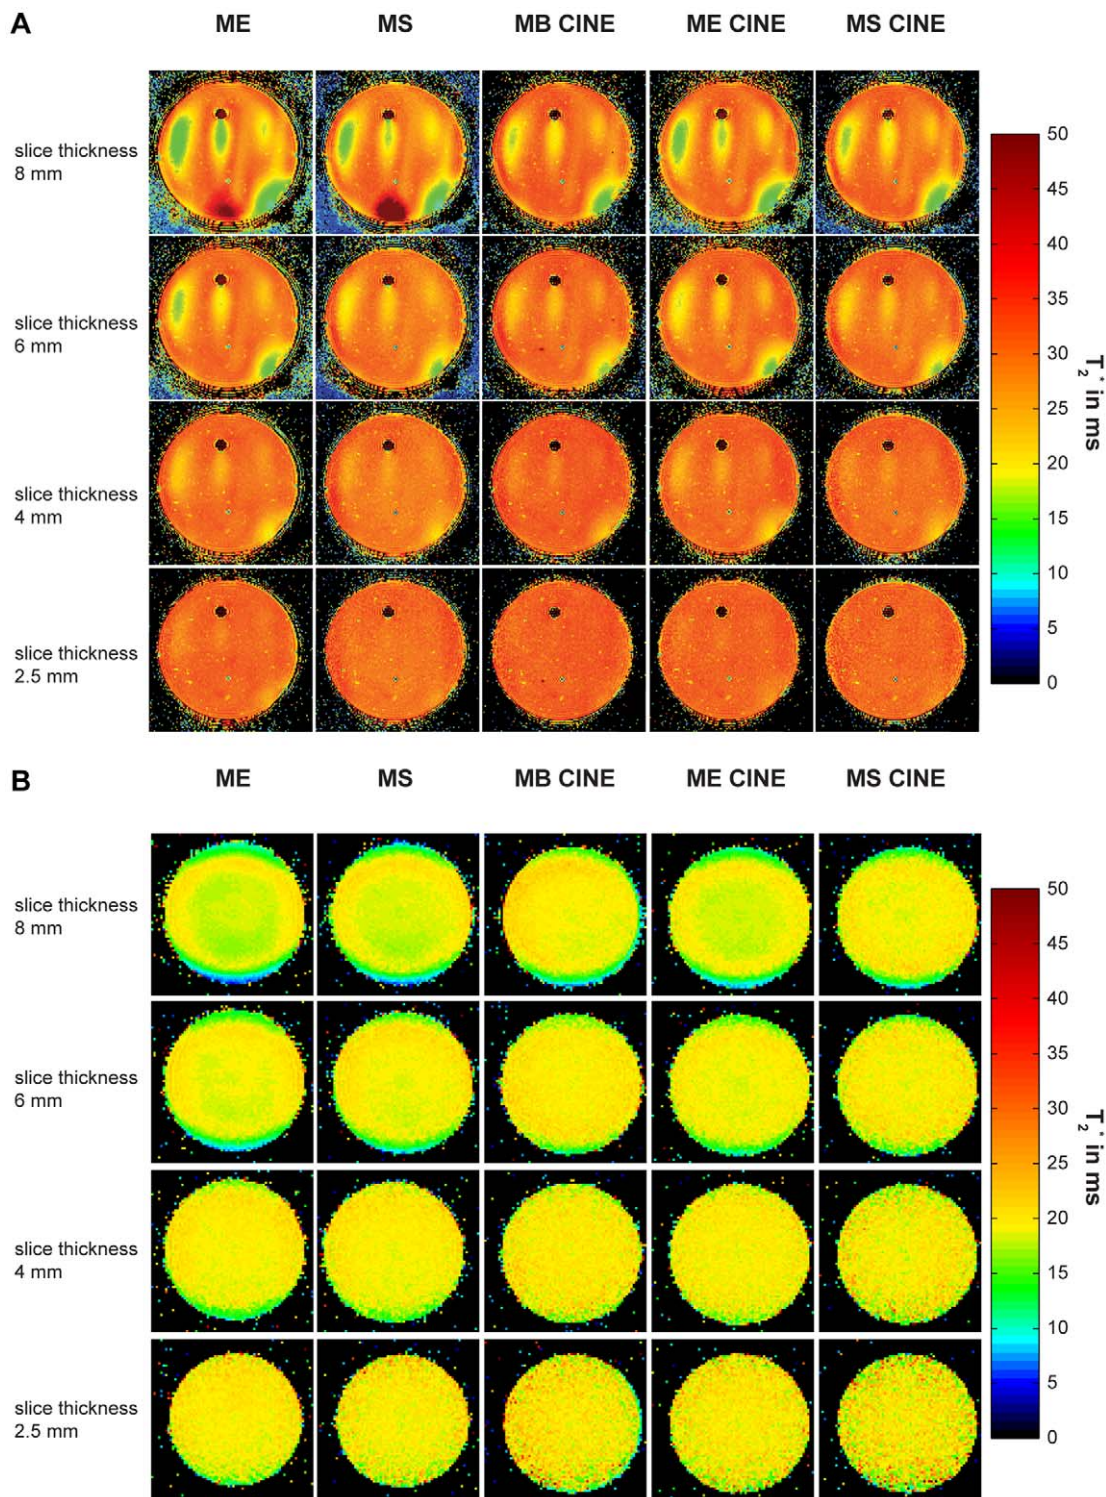 A
ME MS MB CINE ME CINE MS CINE
slice thickness
8 mm
slice thickness
6 mm
slice thickness
4 mm
slice thickness
2.5 mm
50
45
40
35
30
25
20
15
10
5
0
T2* in ms
B
ME MS MB CINE ME CINE MS CINE
slice thickness
8 mm
slice thickness
6 mm
slice thickness
4 mm
slice thickness
2.5 mm
50
45
40
35
30
25
20
15
10
5
0
T2* in ms